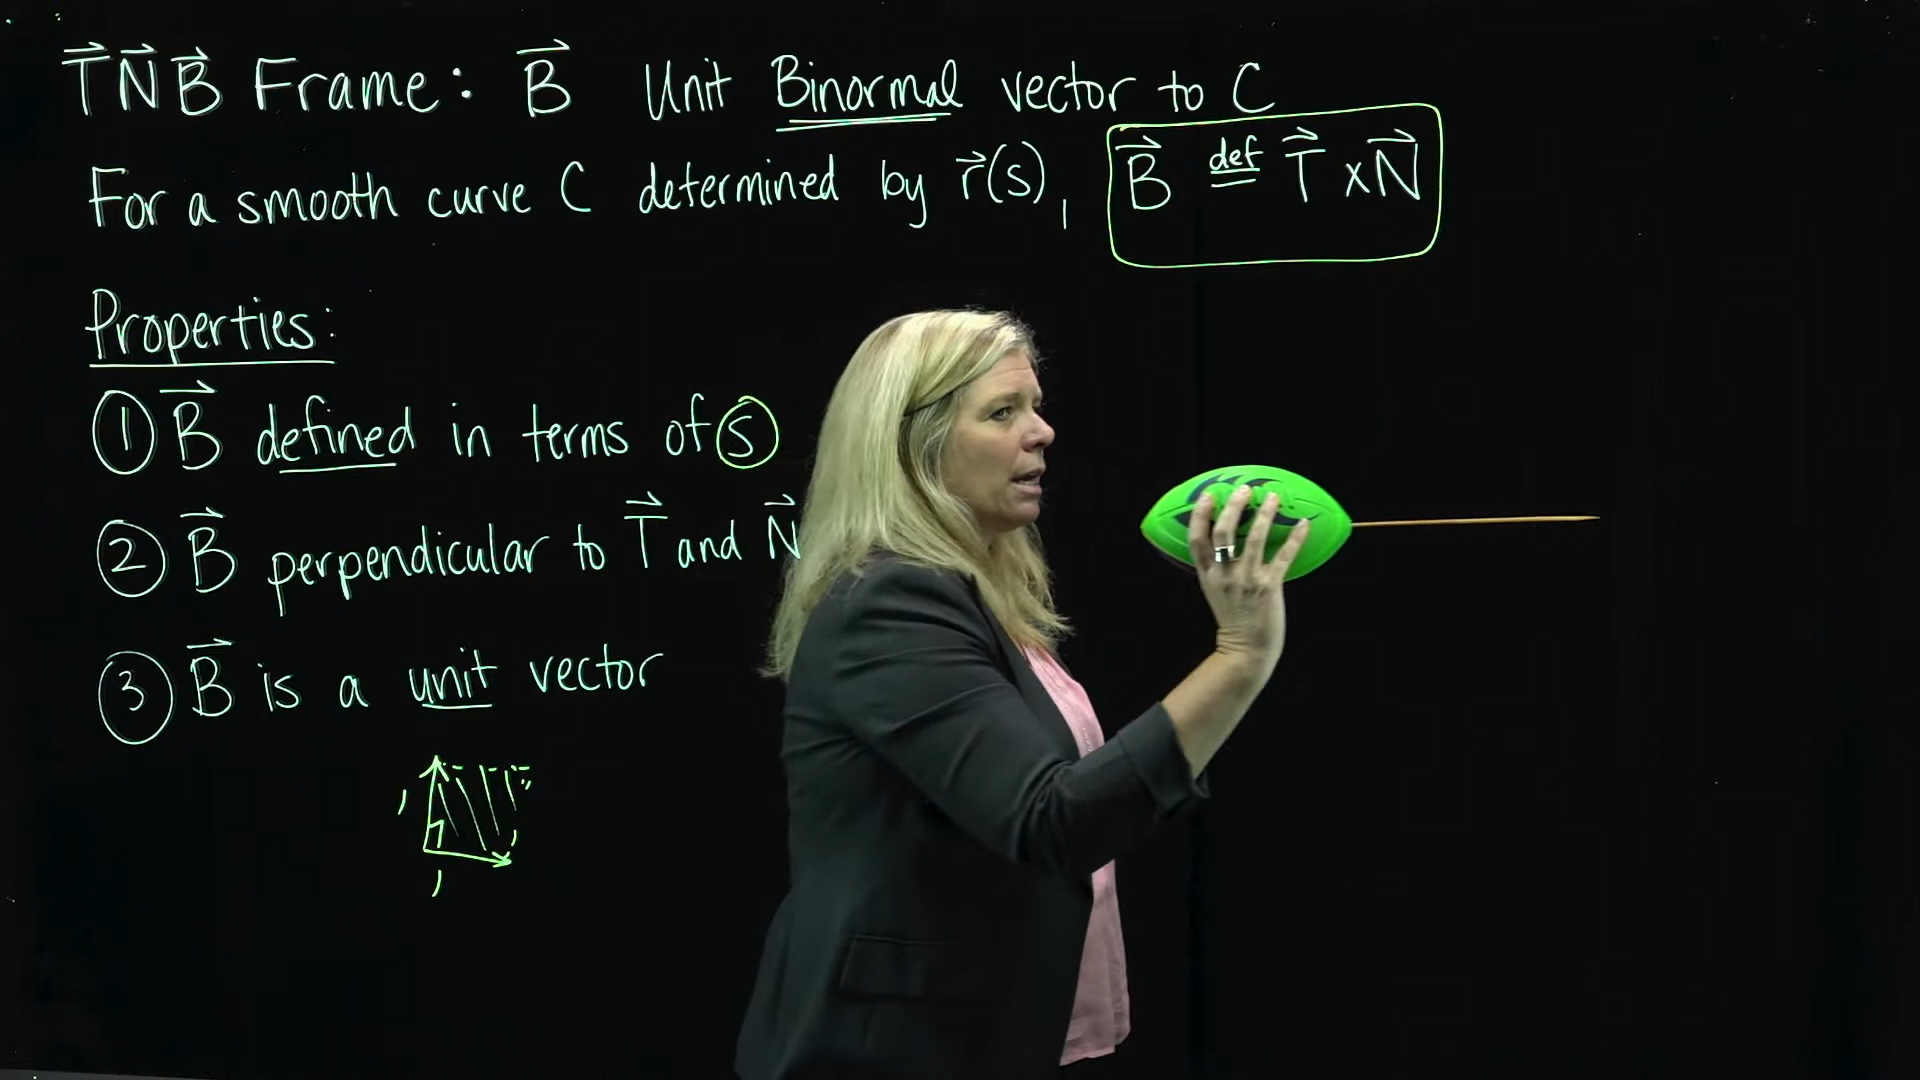 T⃗ N⃗ B⃗ Frame: B⃗ Unit Binormal vector to C
For a smooth curve C determined by r⃗(s), B⃗ def= T⃗ × N⃗
Properties:
① B⃗ defined in terms of s
② B⃗ perpendicular to T⃗ and N⃗
③ B⃗ is a unit vector